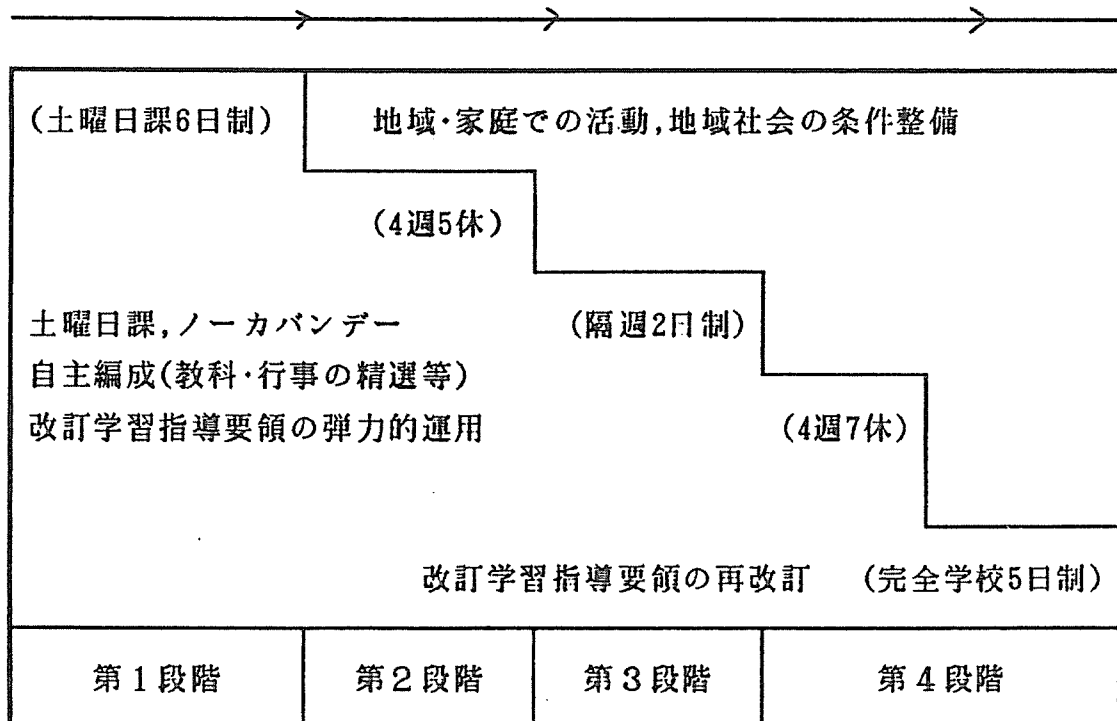 (土曜日課6日制)
地域・家庭での活動,地域社会の条件整備
(4週5休)
土曜日課,ノーカバンデー
(隔週2日制)
自主編成(教科・行事の精選等)
改訂学習指導要領の弾力的運用
(4週7休)
改訂学習指導要領の再改訂
(完全学校5日制)
第1段階
第2段階
第3段階
第4段階